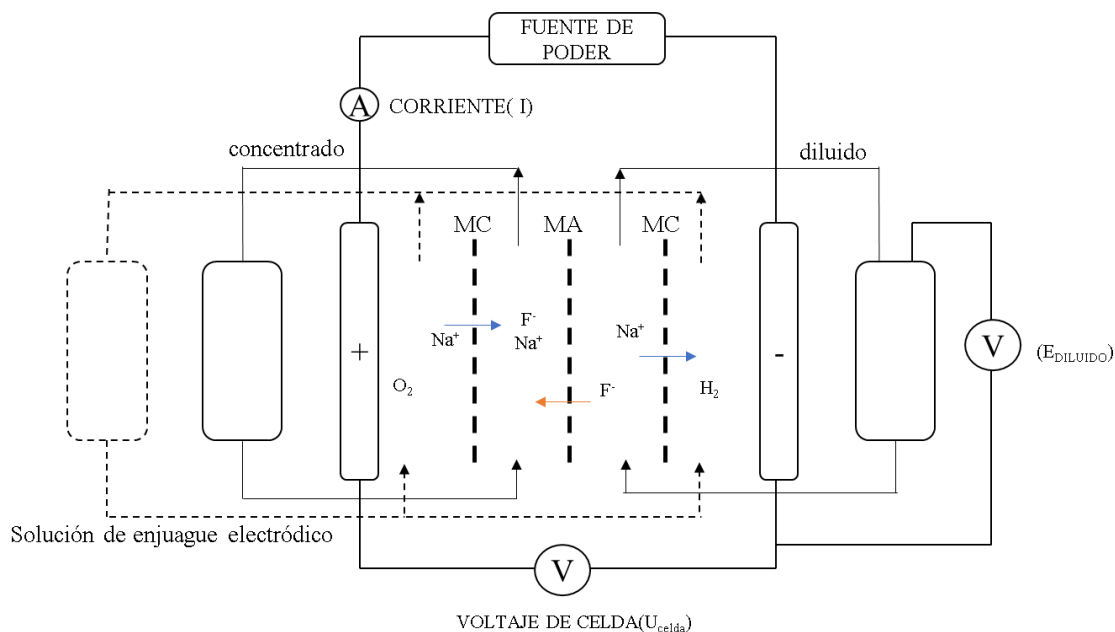 FUENTE DE
PODER
A
CORRIENTE( I)
concentrado
diluido
MC
MA
MC
F-
Na+
Na+
Na+
+
-
V
(EDILUIDO)
O2
F-
H2
Solución de enjuague electródico
V
VOLTAJE DE CELDA(Ucelda)